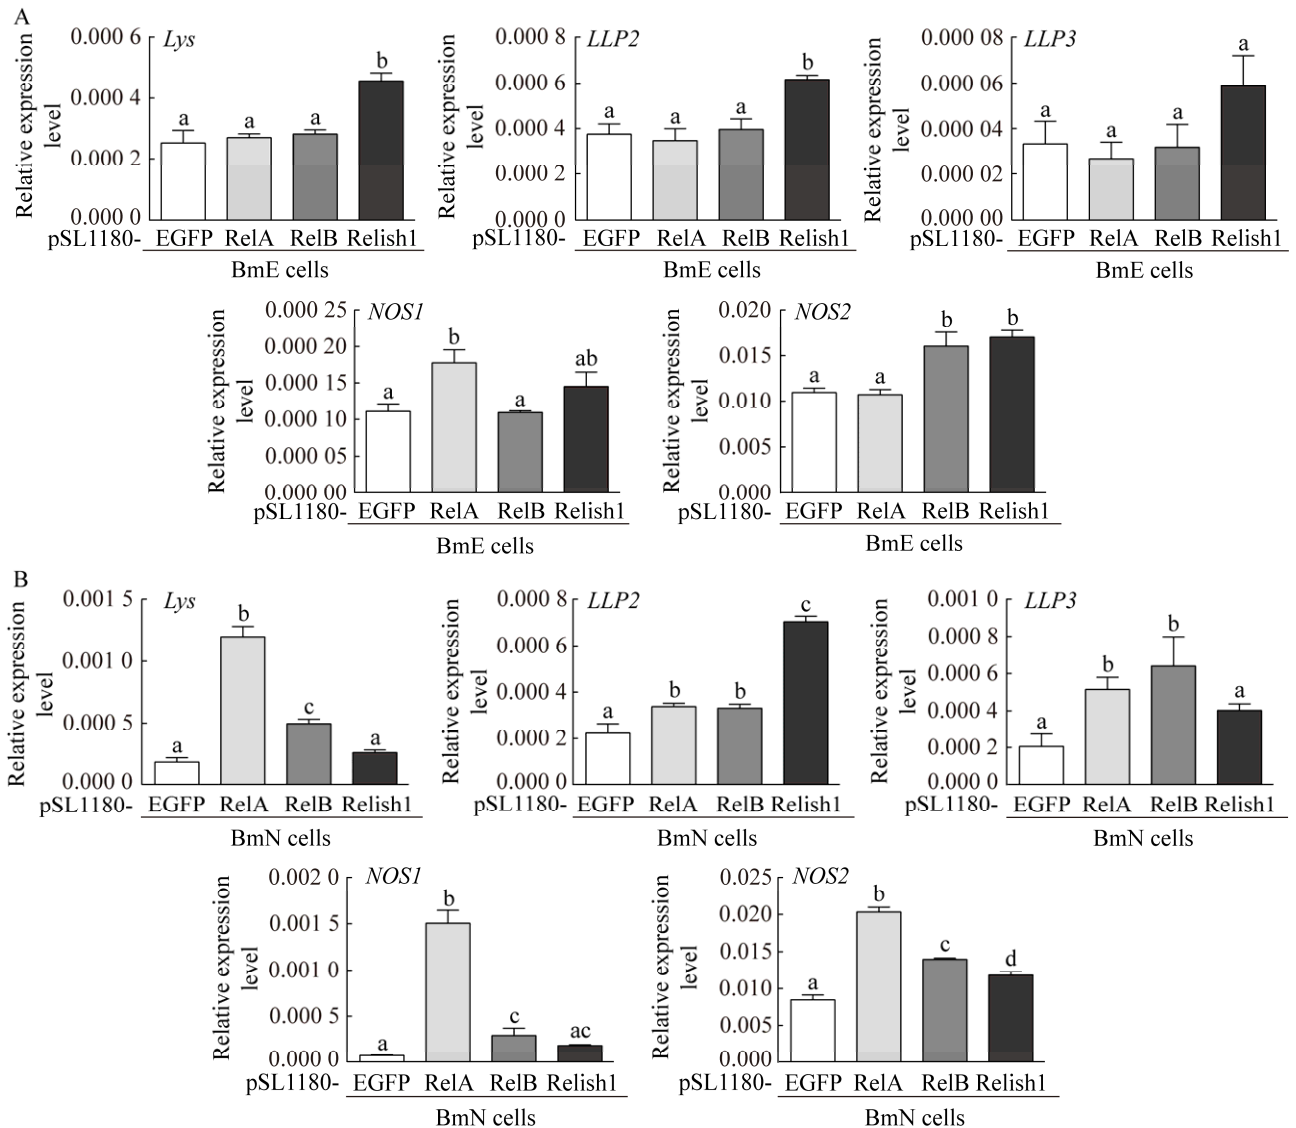 A
Lys
Relative expression
level
0.000 6
0.000 4
0.000 2
0.000 0
a
a
a
b
pSL1180- EGFP RelA RelB Relish1
BmE cells
LLP2
Relative expression
level
0.000 8
0.000 6
0.000 4
0.000 2
0.000 0
a
a
a
b
pSL1180- EGFP RelA RelB Relish1
BmE cells
LLP3
Relative expression
level
0.000 08
0.000 06
0.000 04
0.000 02
0.000 00
a
a
a
a
pSL1180- EGFP RelA RelB Relish1
BmE cells
NOS1
Relative expression
level
0.000 25
0.000 20
0.000 15
0.000 10
0.000 05
0.000 00
a
b
a
ab
pSL1180- EGFP RelA RelB Relish1
BmE cells
NOS2
Relative expression
level
0.020
0.015
0.010
0.005
0.000
a
a
b
b
pSL1180- EGFP RelA RelB Relish1
BmE cells
B
Lys
Relative expression
level
0.001 5
0.001 0
0.000 5
0.000 0
a
b
c
a
pSL1180- EGFP RelA RelB Relish1
BmN cells
LLP2
Relative expression
level
0.000 8
0.000 6
0.000 4
0.000 2
0.000 0
a
b
b
c
pSL1180- EGFP RelA RelB Relish1
BmN cells
LLP3
Relative expression
level
0.001 0
0.000 8
0.000 6
0.000 4
0.000 2
0.000 0
a
b
b
a
pSL1180- EGFP RelA RelB Relish1
BmN cells
NOS1
Relative expression
level
0.002 0
0.001 5
0.001 0
0.000 5
0.000 0
a
b
c
ac
pSL1180- EGFP RelA RelB Relish1
BmN cells
NOS2
Relative expression
level
0.025
0.020
0.015
0.010
0.005
0.000
a
b
c
d
pSL1180- EGFP RelA RelB Relish1
BmN cells